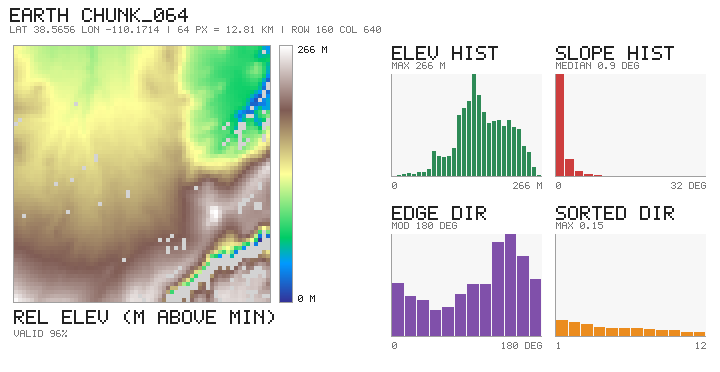 EARTH CHUNK_064
LAT 38.5656 LON -110.1714 | 64 PX = 12.81 KM | ROW 160 COL 640
266 M
0 M
REL ELEV (M ABOVE MIN)
VALID 96%
ELEV HIST
MAX 266 M
0 266 M
SLOPE HIST
MEDIAN 0.9 DEG
0 32 DEG
EDGE DIR
MOD 180 DEG
0 180 DEG
SORTED DIR
MAX 0.15
1 12